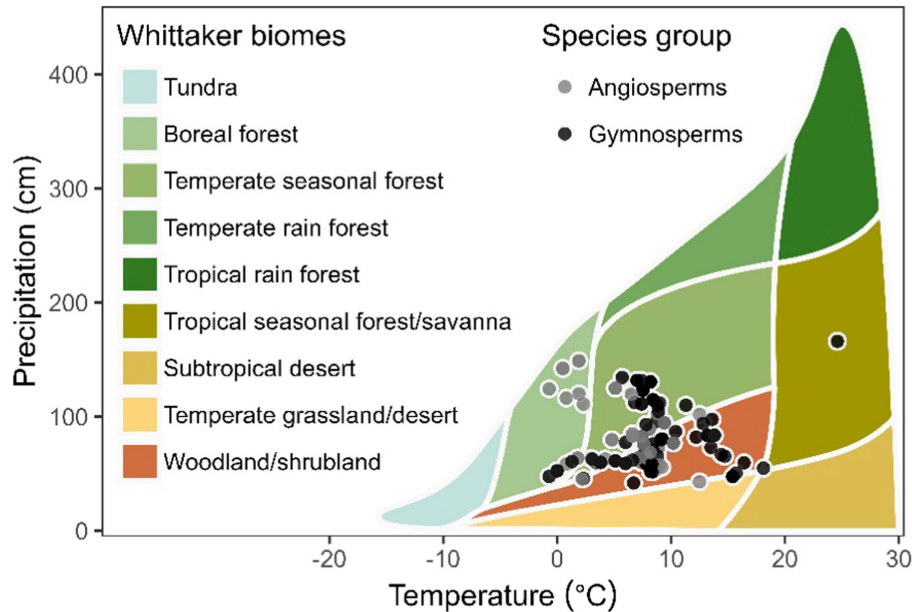 Whittaker biomes
Tundra
Boreal forest
Temperate seasonal forest
Temperate rain forest
Tropical rain forest
Tropical seasonal forest/savanna
Subtropical desert
Temperate grassland/desert
Woodland/shrubland
Species group
Angiosperms
Gymnosperms
Precipitation (cm)
400
300
200
100
0
-20
-10
0
10
20
30
Temperature (°C)